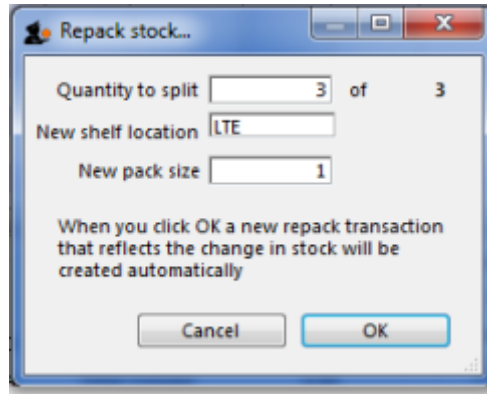 Repack stock...
Quantity to split 3 of 3
New shelf location LTE
New pack size 1
When you click OK a new repack transaction
that reflects the change in stock will be
created automatically
Cancel OK